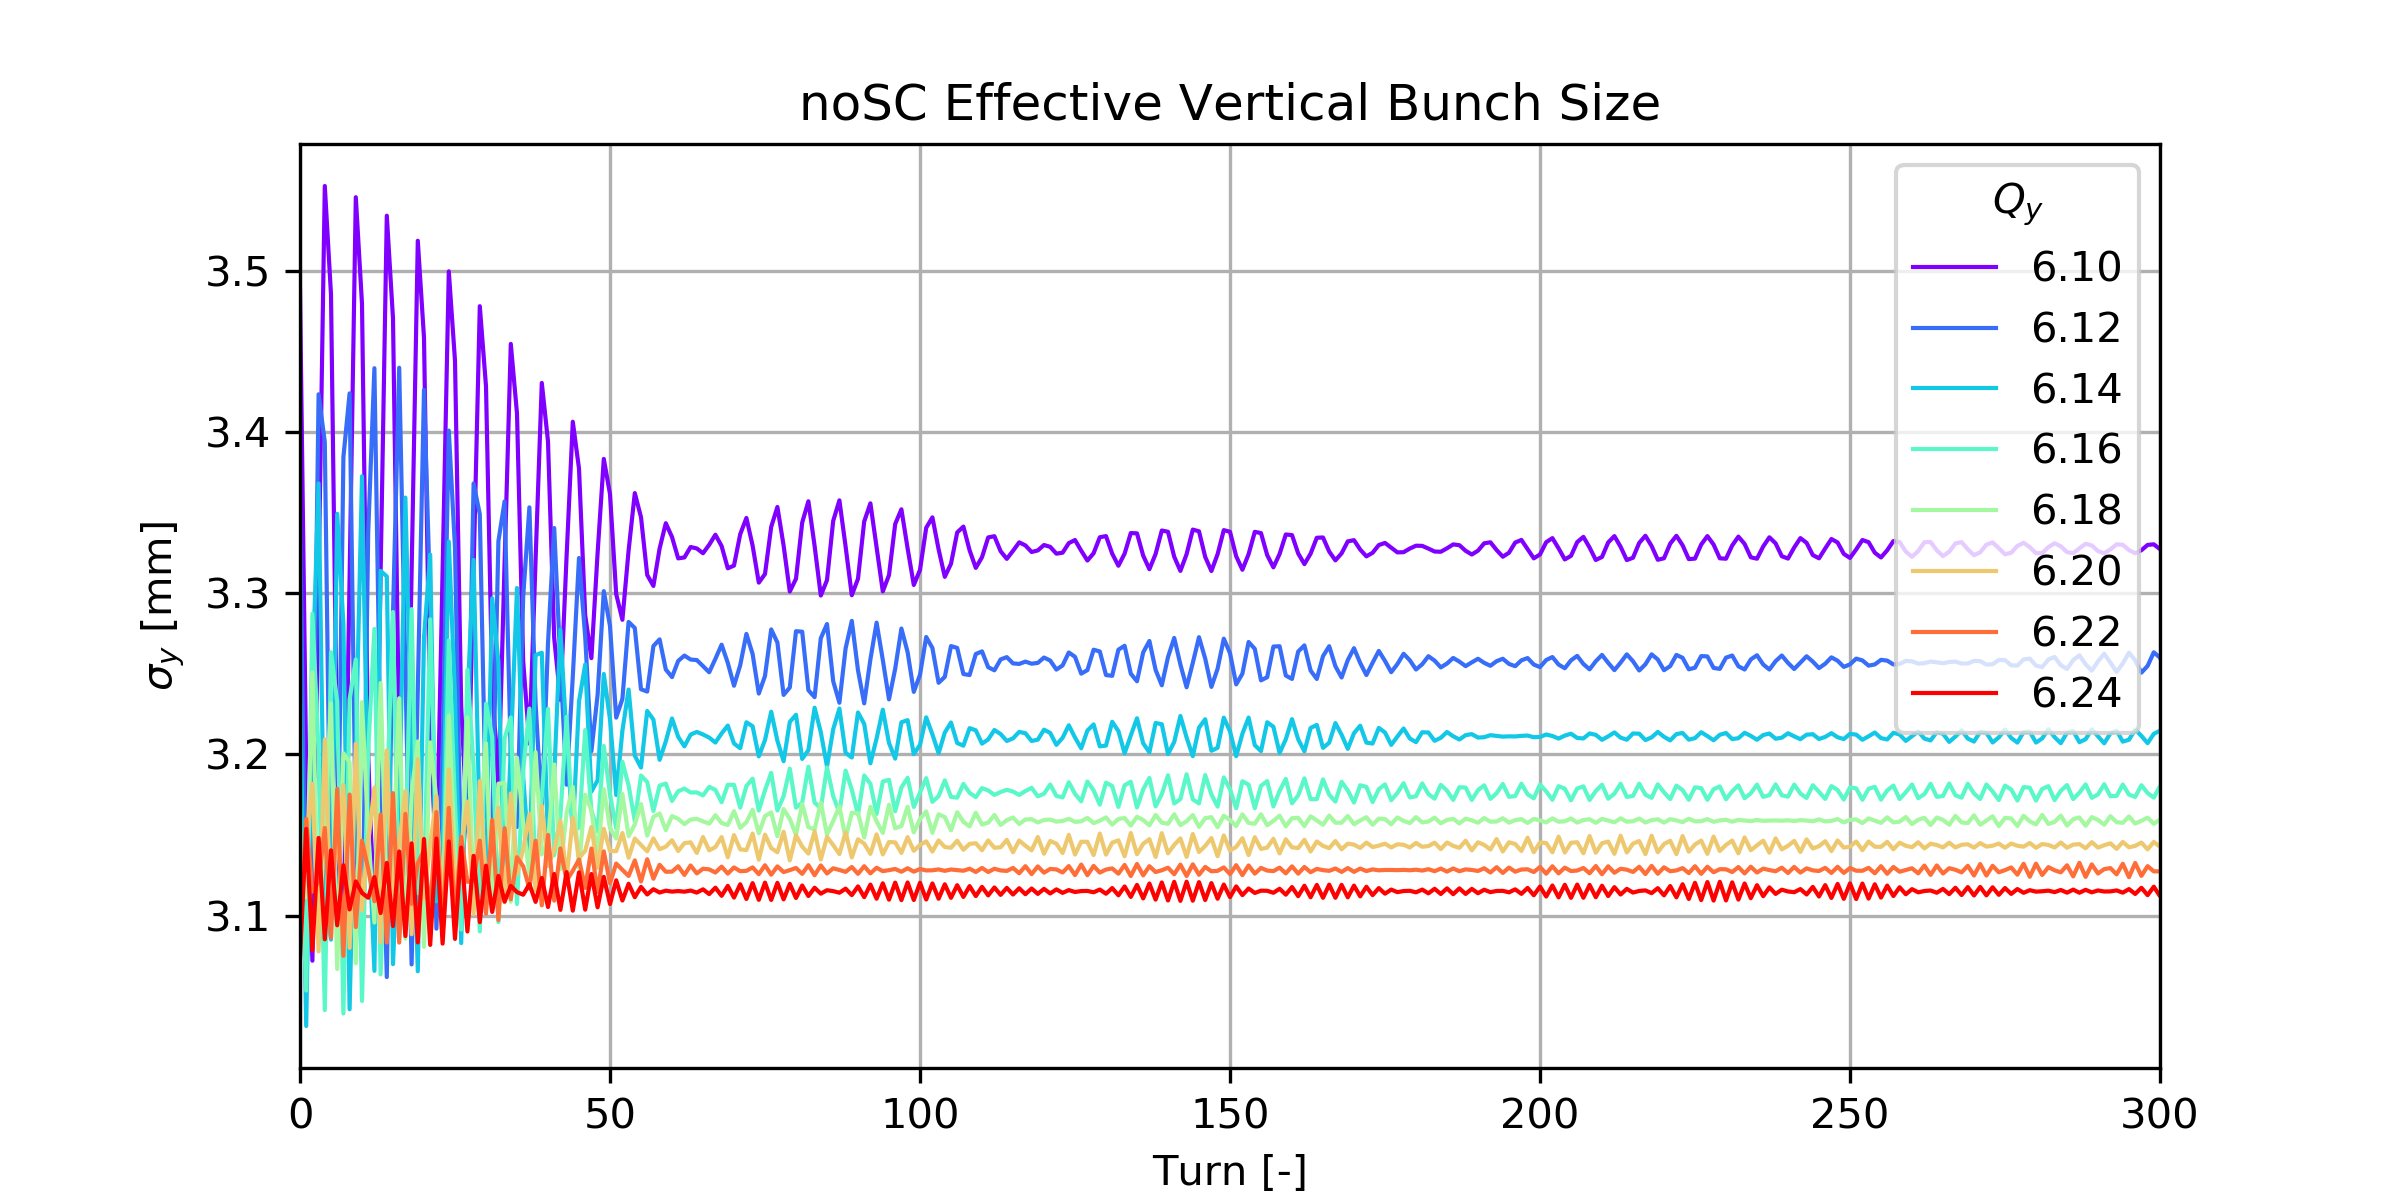 noSC Effective Vertical Bunch Size
σy [mm]
3.5
3.4
3.3
3.2
3.1
0 50 100 150 200 250 300
Turn [-]
Qy
6.10
6.12
6.14
6.16
6.18
6.20
6.22
6.24